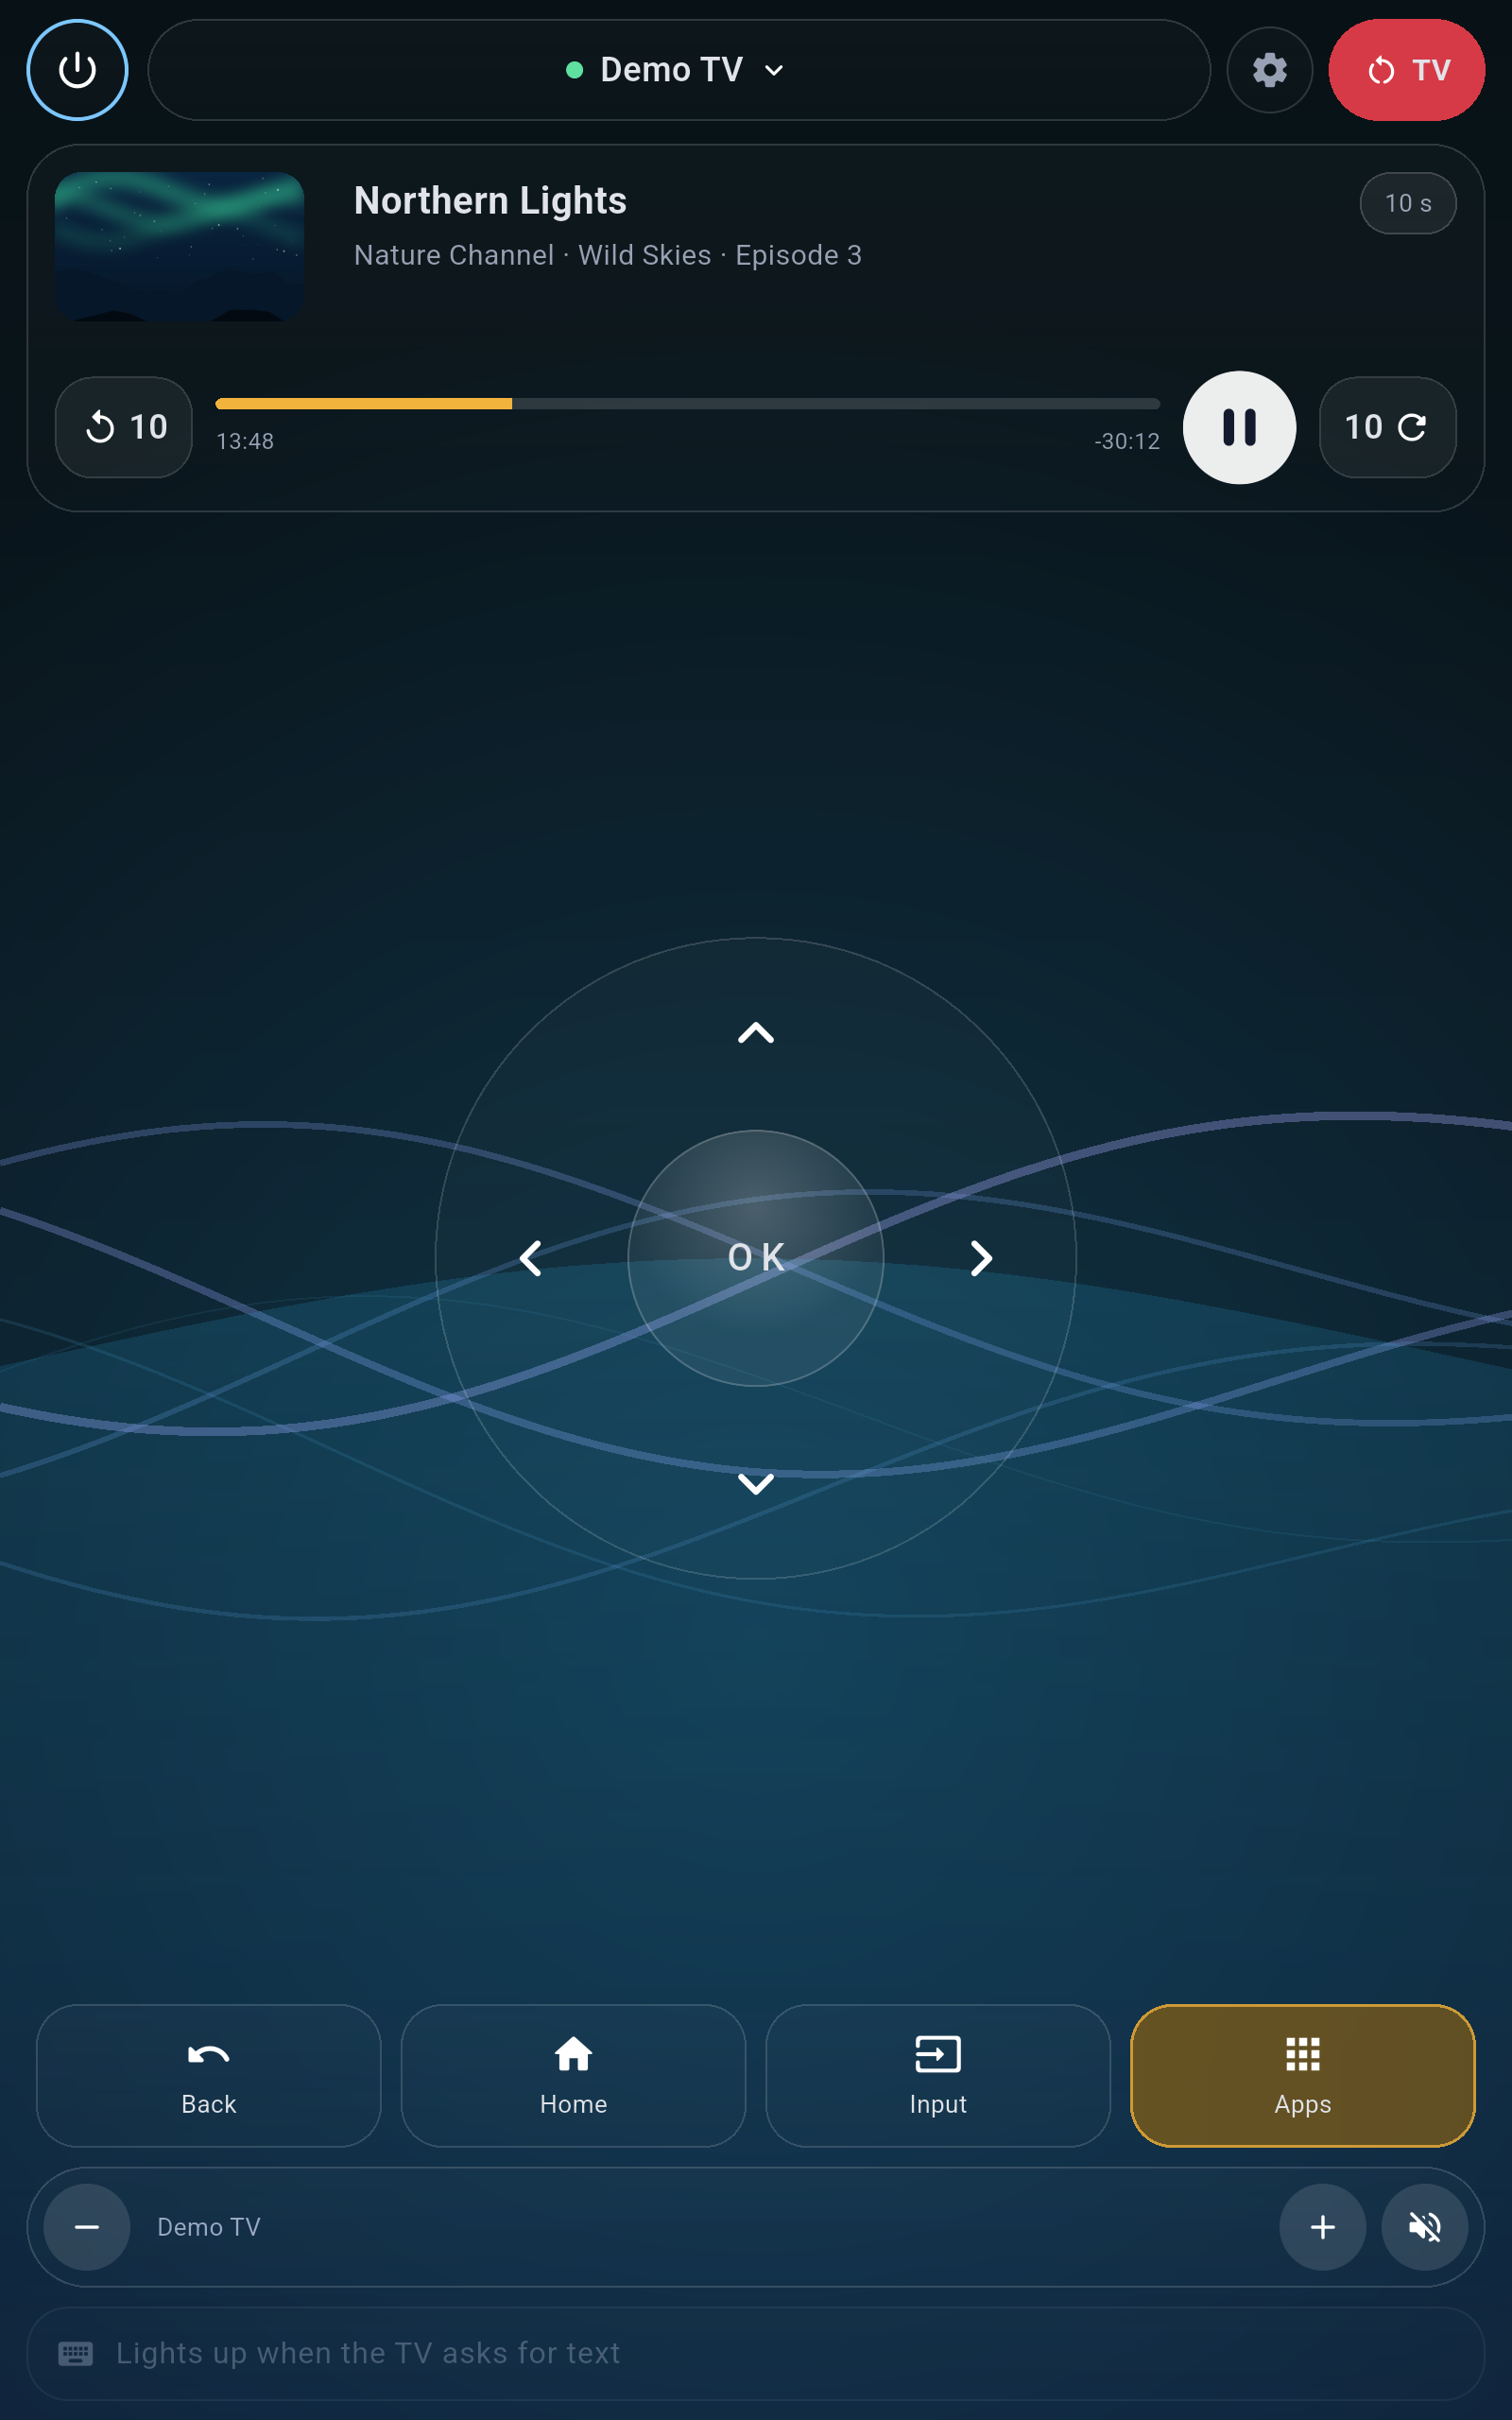 Demo TV
TV
Northern Lights
10 s
Nature Channel · Wild Skies · Episode 3
10
13:48
-30:12
10
OK
Back
Home
Input
Apps
Demo TV
Lights up when the TV asks for text